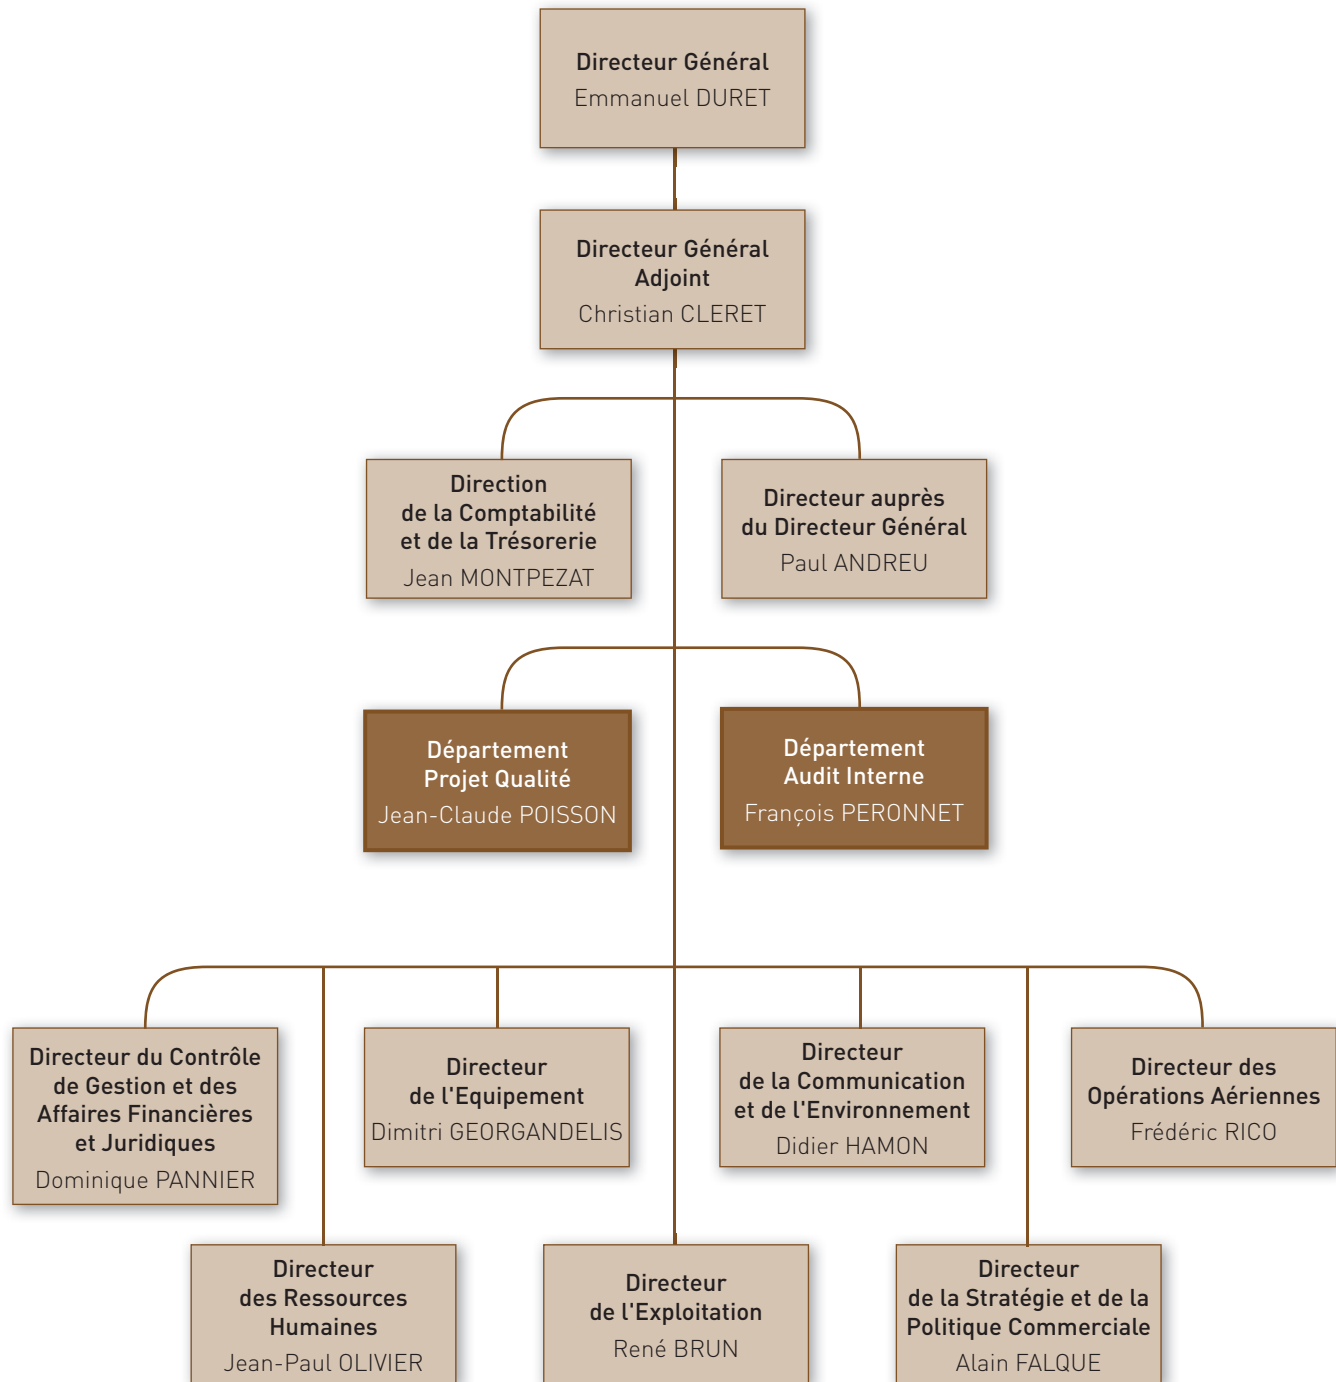 Directeur Général
Emmanuel DURET
Directeur Général
Adjoint
Christian CLERET
Direction
de la Comptabilité
et de la Trésorerie
Jean MONTPEZAT
Directeur auprès
du Directeur Général
Paul ANDREU
Département
Projet Qualité
Jean-Claude POISSON
Département
Audit Interne
François PERONNET
Directeur du Contrôle
de Gestion et des
Affaires Financières
et Juridiques
Dominique PANNIER
Directeur
de l'Equipement
Dimitri GEORGANDELIS
Directeur
de la Communication
et de l'Environnement
Didier HAMON
Directeur des
Opérations Aériennes
Frédéric RICO
Directeur
des Ressources
Humaines
Jean-Paul OLIVIER
Directeur
de l'Exploitation
René BRUN
Directeur
de la Stratégie et de la
Politique Commerciale
Alain FALQUE